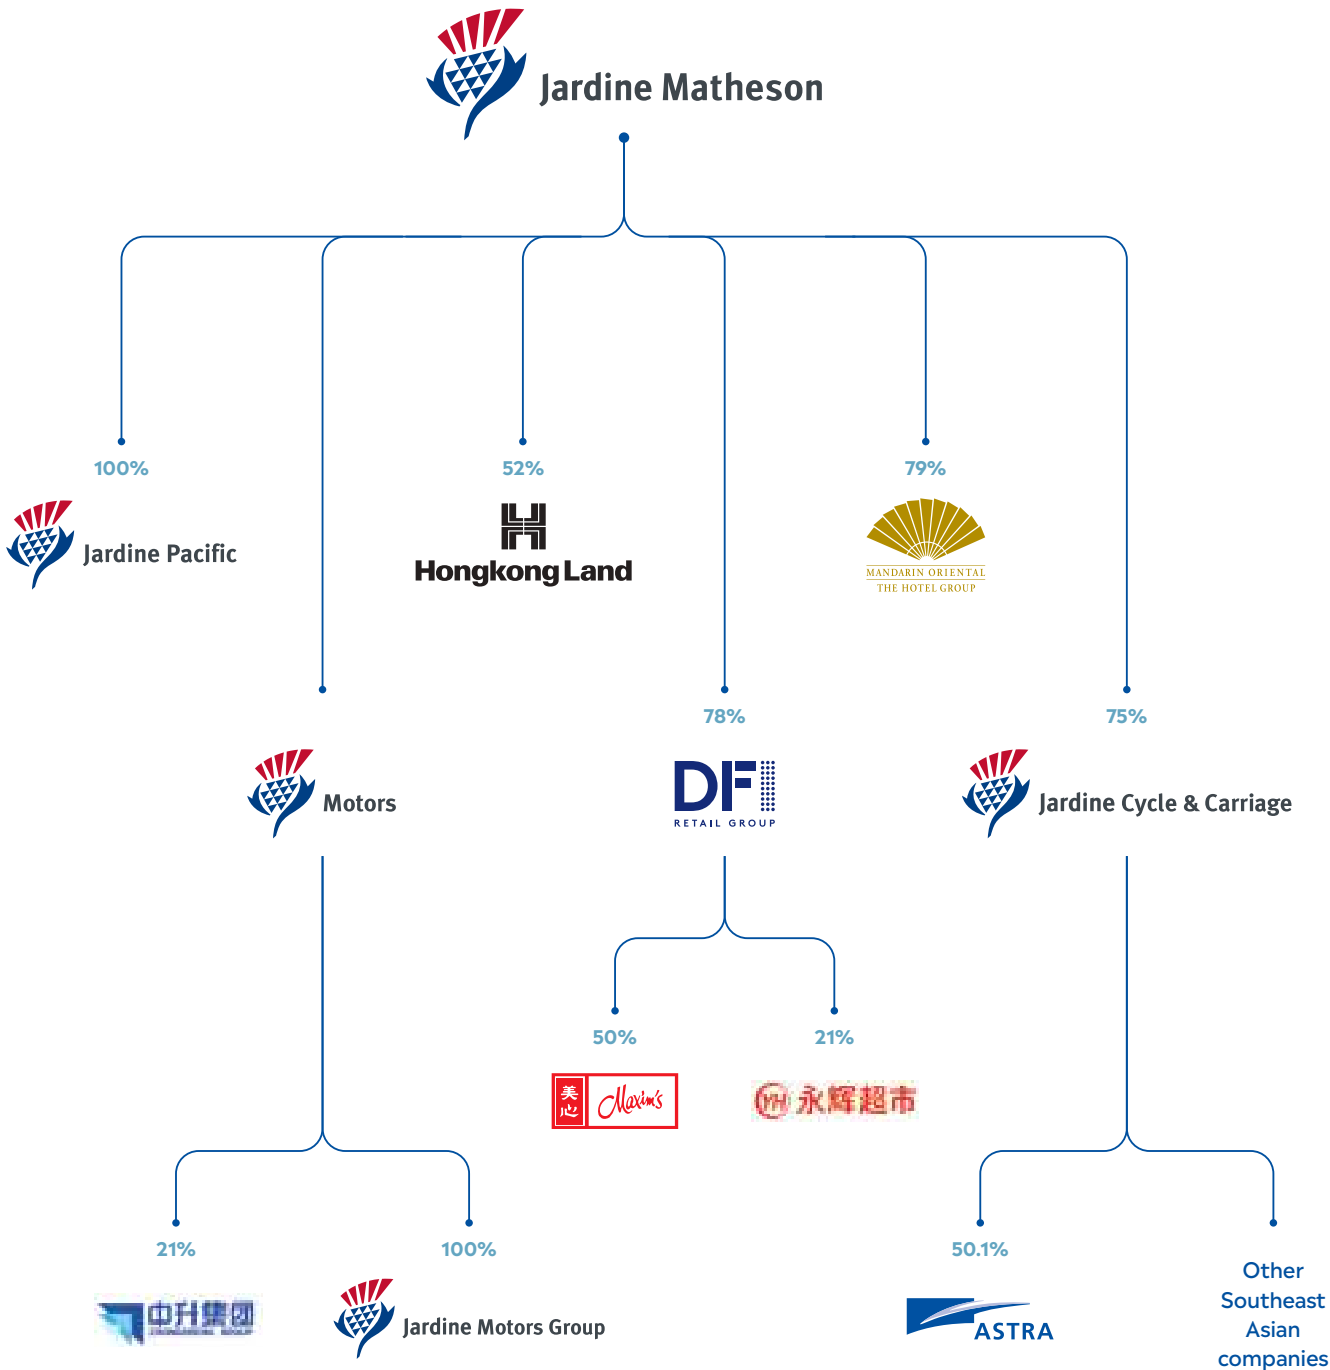 Jardine Matheson
100%
52%
79%
Jardine Pacific
Hongkong Land
MANDARIN ORIENTAL
THE HOTEL GROUP
78%
75%
Motors
DFI
RETAIL GROUP
Jardine Cycle & Carriage
50%
21%
美心
Maxim's
YH 永辉超市
21%
100%
50.1%
Other
Southeast
Asian
companies
中升集团
Jardine Motors Group
ASTRA